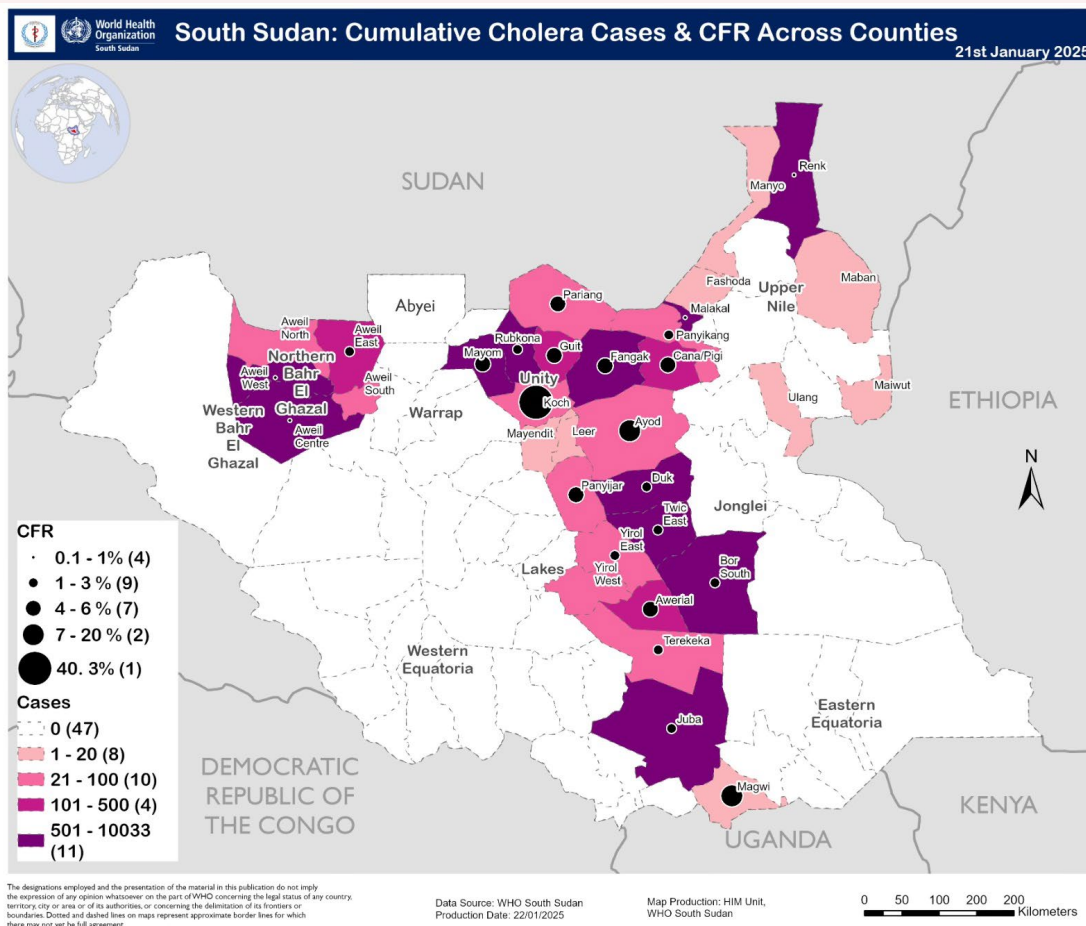 World Health
Organization
South Sudan
South Sudan: Cumulative Cholera Cases & CFR Across Counties
21st January 2025
SUDAN
Renk
Manyo
Maban
Fashoda
Upper
Nile
Abyei
Pariang
Malakal
Panyikang
Aweil
North
Aweil
East
Rubkona
Mayom
Guit
Fangak
Cana/Pigi
Northern
Bahr
El
Ghazal
Aweil
West
Aweil
South
Unity
Koch
Ulang
Maiwut
ETHIOPIA
Western
Bahr
El
Ghazal
Aweil
Centre
Warrap
Mayendit
Leer
Ayod
N
Panyijar
Duk
Jonglei
Twic
East
Yirol
East
Bor
South
Lakes
Yirol
West
Awerial
Terekeka
Western
Equatoria
Eastern
Equatoria
Juba
Magwi
DEMOCRATIC
REPUBLIC OF
THE CONGO
UGANDA
KENYA
CFR
0.1 - 1% (4)
1 - 3 % (9)
4 - 6 % (7)
7 - 20 % (2)
40. 3% (1)
Cases
0 (47)
1 - 20 (8)
21 - 100 (10)
101 - 500 (4)
501 - 10033
(11)
The designations employed and the presentation of the material in this publication do not imply
the expression of any opinion whatsoever on the part of WHO concerning the legal status of any country,
territory, city or area or of its authorities, or concerning the delimitation of its frontiers or
boundaries. Dotted and dashed lines on maps represent approximate border lines for which
there may not yet be full agreement.
Data Source: WHO South Sudan
Production Date: 22/01/2025
Map Production: HIM Unit,
WHO South Sudan
0 50 100 200 200
Kilometers